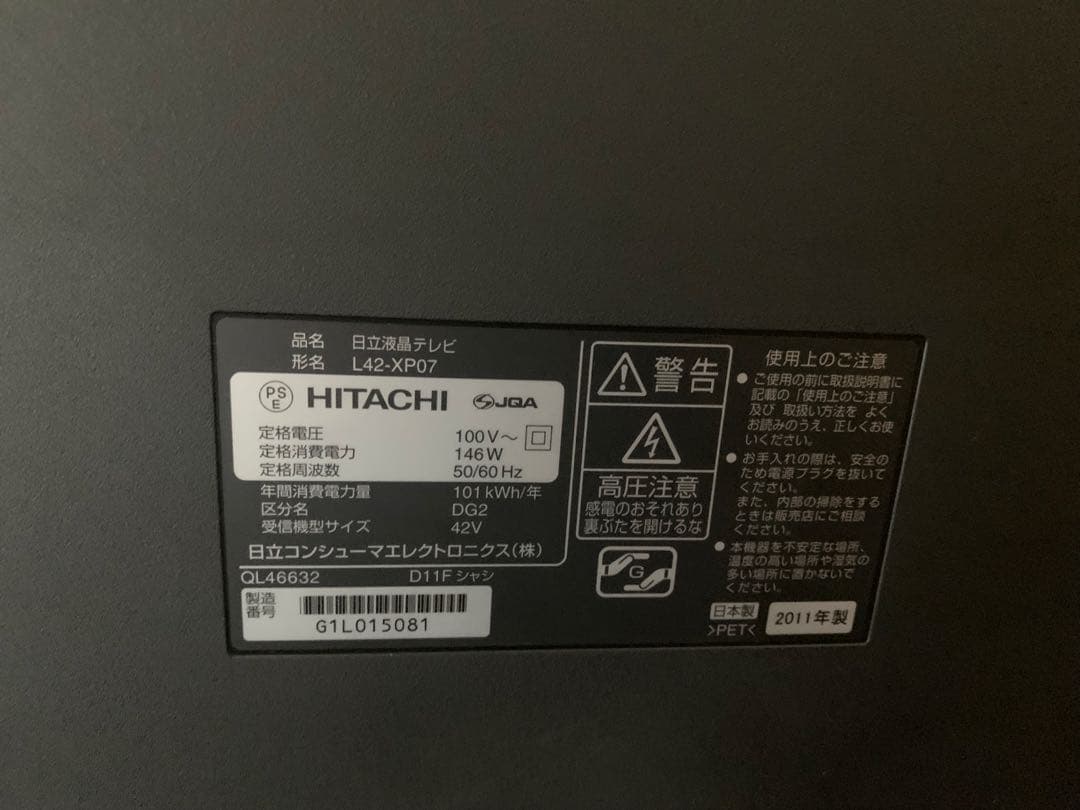 品名 日立液晶テレビ
形名 L42-XP07
PS
E
HITACHI JQA
定格電圧 100V～
定格消費電力 146W
定格周波数 50/60Hz
年間消費電力量 101kWh/年
区分名 DG2
受信機型サイズ 42V
日立コンシューマエレクトロニクス(株)
QL46632 D11Fシャシ
製造
番号
G1L015081
警告
高圧注意
感電のおそれあり
裏ぶたを開けるな
G
使用上のご注意
● ご使用の前に取扱説明書に
記載の「使用上のご注意」
及び 取扱い方法を よく
お読みのうえ、正しくお使
いください。
● お手入れの際は、安全の
ため電源プラグを抜いて
ください。
また、内部の掃除をする
ときは販売店にご相談
ください。
● 本機器を不安定な場所、
温度の高い場所や湿気の
多い場所に置かないで
ください。
日本製
>PET<
2011年製